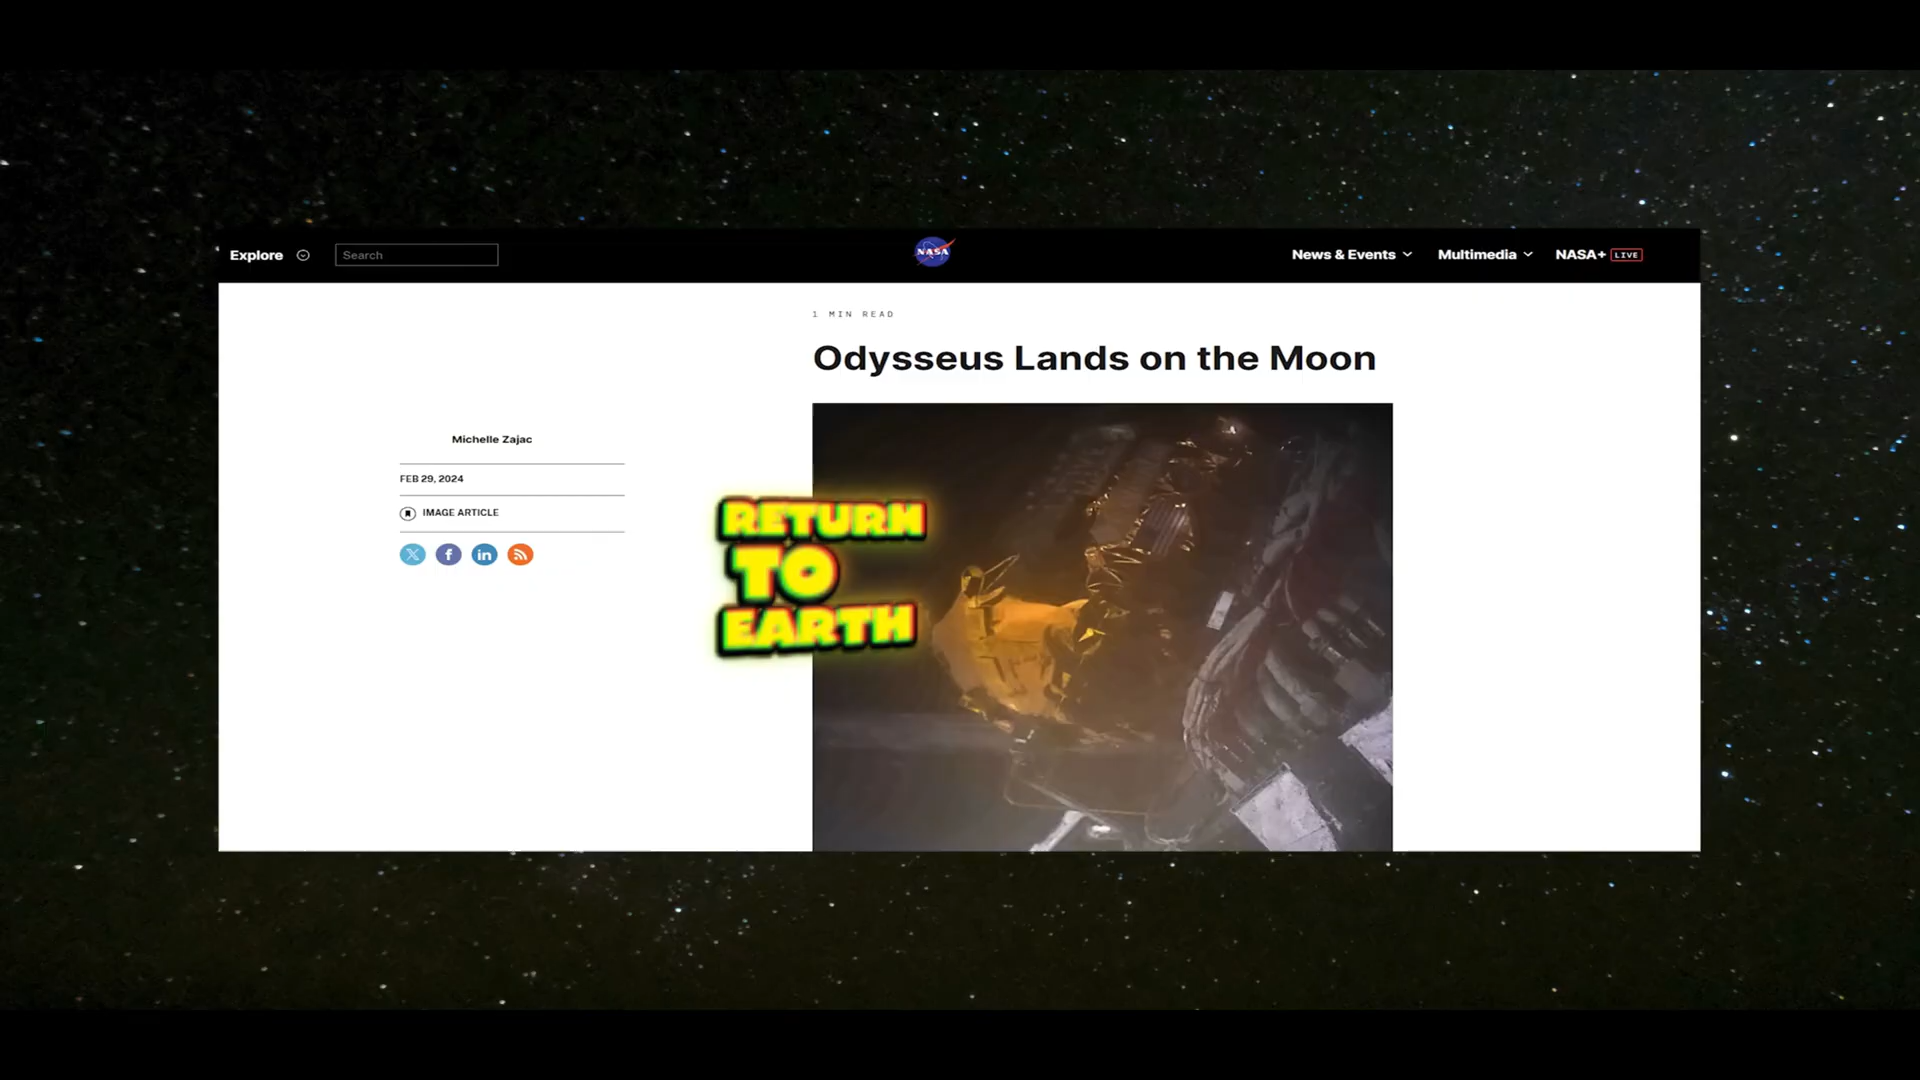 Explore
Search
NASA
News & Events
Multimedia
NASA+ LIVE
1 MIN READ
Odysseus Lands on the Moon
Michelle Zajac
FEB 29, 2024
IMAGE ARTICLE
RETURN
TO
EARTH